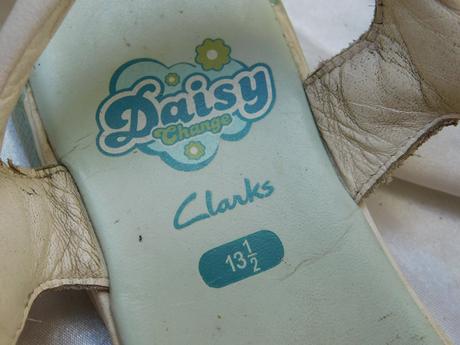 Daisy
Change
Clarks
13½